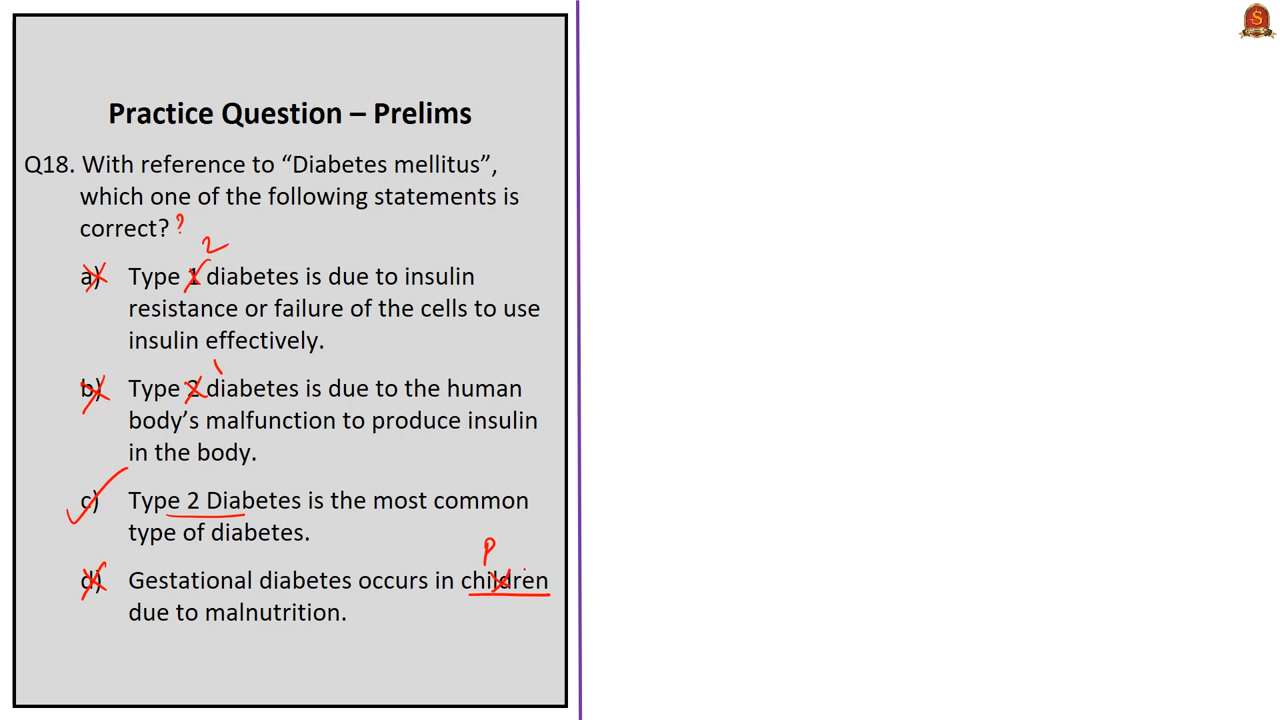 Practice Question – Prelims
Q18. With reference to “Diabetes mellitus”,
which one of the following statements is
correct? ?
2
a) Type 1 diabetes is due to insulin
resistance or failure of the cells to use
insulin effectively.
1
b) Type 2 diabetes is due to the human
body’s malfunction to produce insulin
in the body.
c) Type 2 Diabetes is the most common
type of diabetes.
P
d) Gestational diabetes occurs in children
due to malnutrition.
S